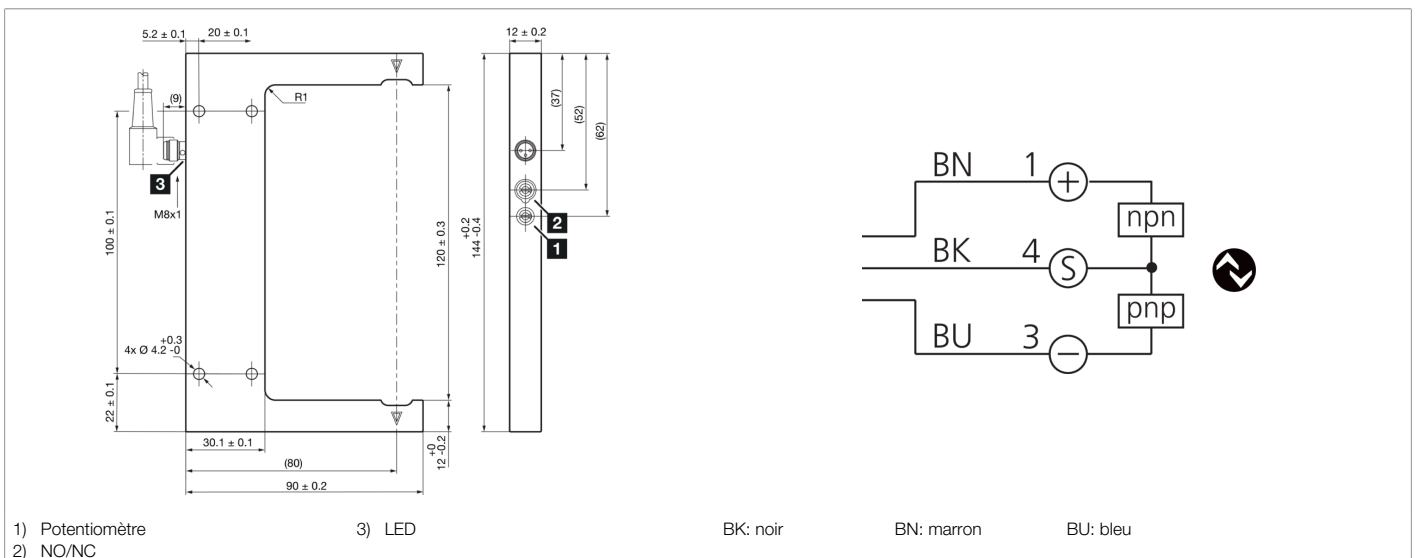 5.2 ± 0.1
20 ± 0.1
12 ± 0.2
(9)
R1
(37)
(52)
(62)
3
M8x1
2
1
100 ± 0.1
120 ± 0.3
+0.2
144 -0.4
+0.3
4x Ø 4.2 -0
22 ± 0.1
30.1 ± 0.1
+0
12 -0.2
(80)
90 ± 0.2
BN 1 +
npn
BK 4 S
pnp
BU 3 −
1) Potentiomètre
2) NO/NC
3) LED
BK: noir
BN: marron
BU: bleu